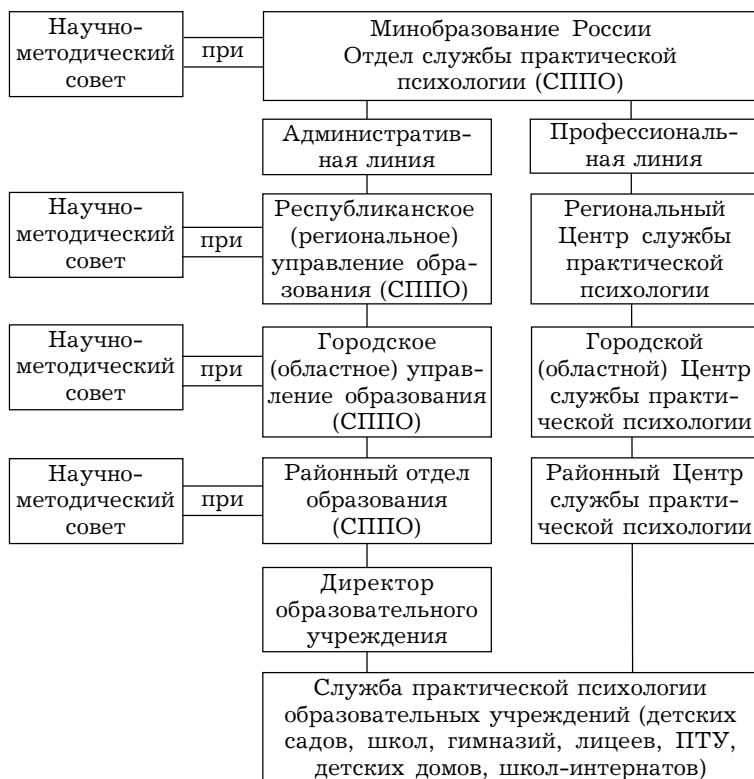 Научно-
методический
совет
при
Минобразование России
Отдел службы практической
психологии (СППО)
Административ-
ная линия
Профессиональ-
ная линия
Научно-
методический
совет
при
Республиканское
(региональное)
управление обра-
зования (СППО)
Региональный
Центр службы
практической
психологии
Научно-
методический
совет
при
Городское
(областное) управ-
ление образования
(СППО)
Городской
(областной) Центр
службы практи-
ческой психологии
Научно-
методический
совет
при
Районный отдел
образования
(СППО)
Районный Центр
службы практи-
ческой психологии
Директор
образовательного
учреждения
Служба практической психологии
образовательных учреждений (детских
садов, школ, гимназий, лицеев, ПТУ,
детских домов, школ-интернатов)